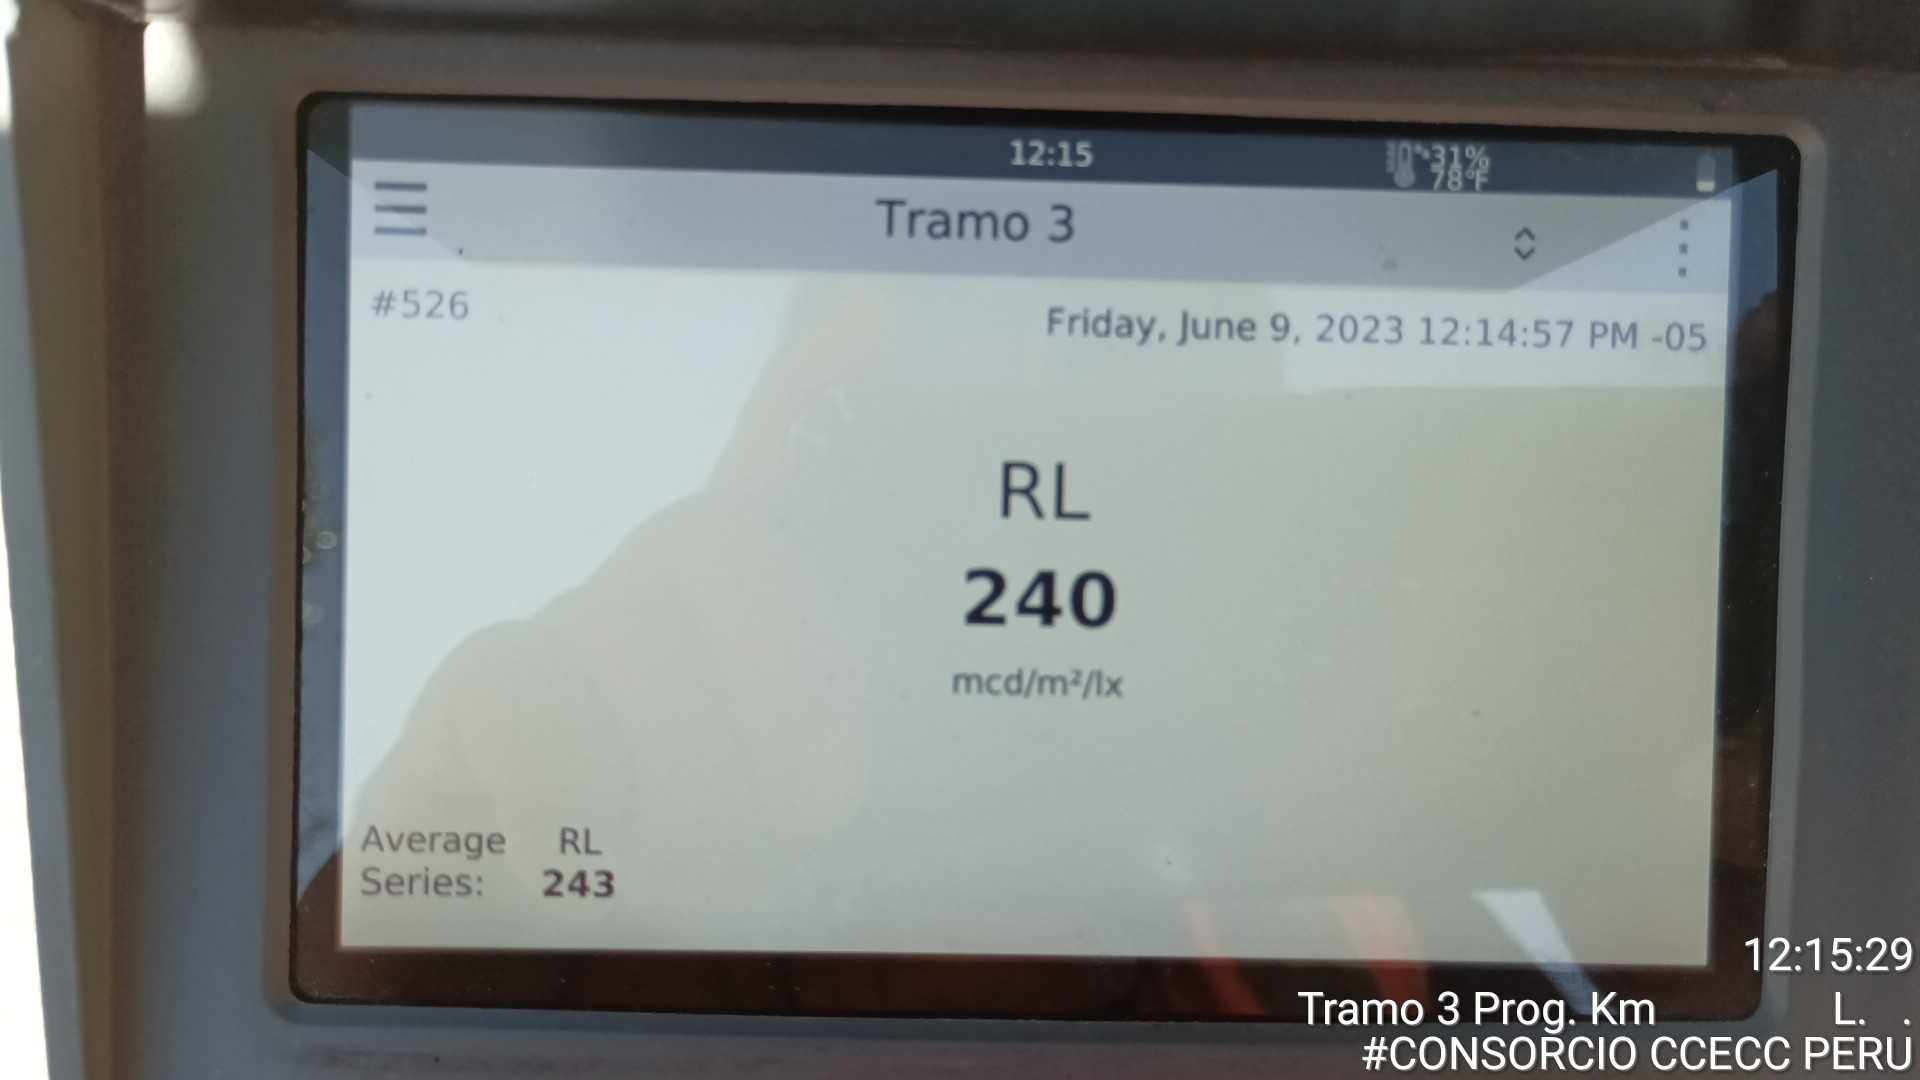 12:15
31%
78°F
Tramo 3
#526
Friday, June 9, 2023 12:14:57 PM -05
RL
240
mcd/m²/lx
Average RL
Series: 243
12:15:29
Tramo 3 Prog. Km L. .
#CONSORCIO CCECC PERU